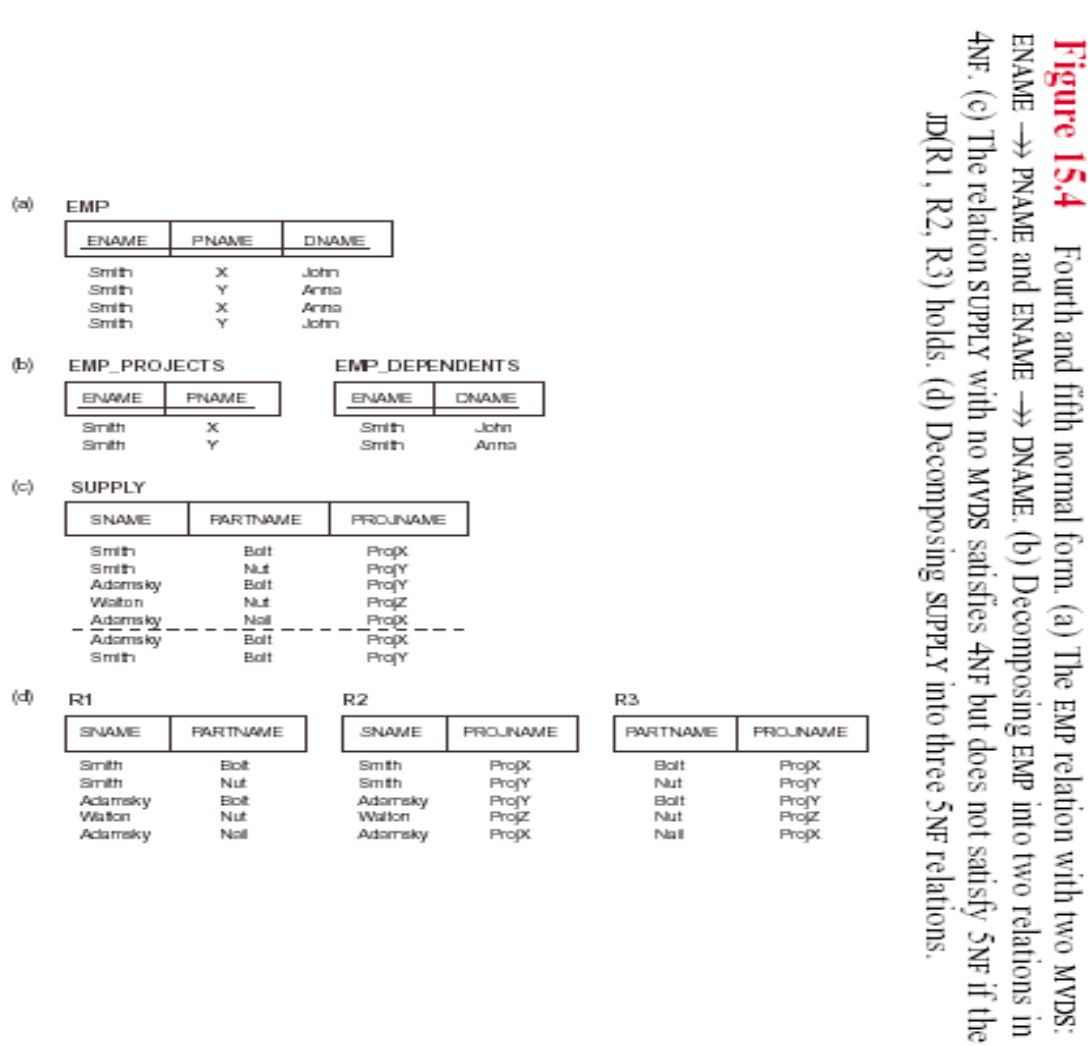 Figure 15.4 Fourth and fifth normal form. (a) The EMP relation with two MVDS:
ENAME →→ PNAME and ENAME →→ DNAME. (b) Decomposing EMP into two relations in
4NF. (c) The relation SUPPLY with no MVDS satisfies 4NF but does not satisfy 5NF if the
JD(R1, R2, R3) holds. (d) Decomposing SUPPLY into three 5NF relations.
(a) EMP
ENAME PNAME DNAME
Smith X John
Smith Y Anna
Smith X Anna
Smith Y John
(b) EMP_PROJECTS EMP_DEPENDENTS
ENAME PNAME ENAME DNAME
Smith X Smith John
Smith Y Smith Anna
(c) SUPPLY
SNAME PARTNAME PROJNAME
Smith Bolt ProjX
Smith Nut ProjY
Adamsky Bolt ProjY
Walton Nut ProjZ
Adamsky Nail ProjX
Adamsky Bolt ProjX
Smith Bolt ProjY
(d) R1 R2 R3
SNAME PARTNAME SNAME PROJNAME PARTNAME PROJNAME
Smith Bolt Smith ProjX Bolt ProjX
Smith Nut Smith ProjY Nut ProjY
Adamsky Bolt Adamsky ProjY Bolt ProjY
Walton Nut Walton ProjZ Nut ProjZ
Adamsky Nail Adamsky ProjX Nail ProjX